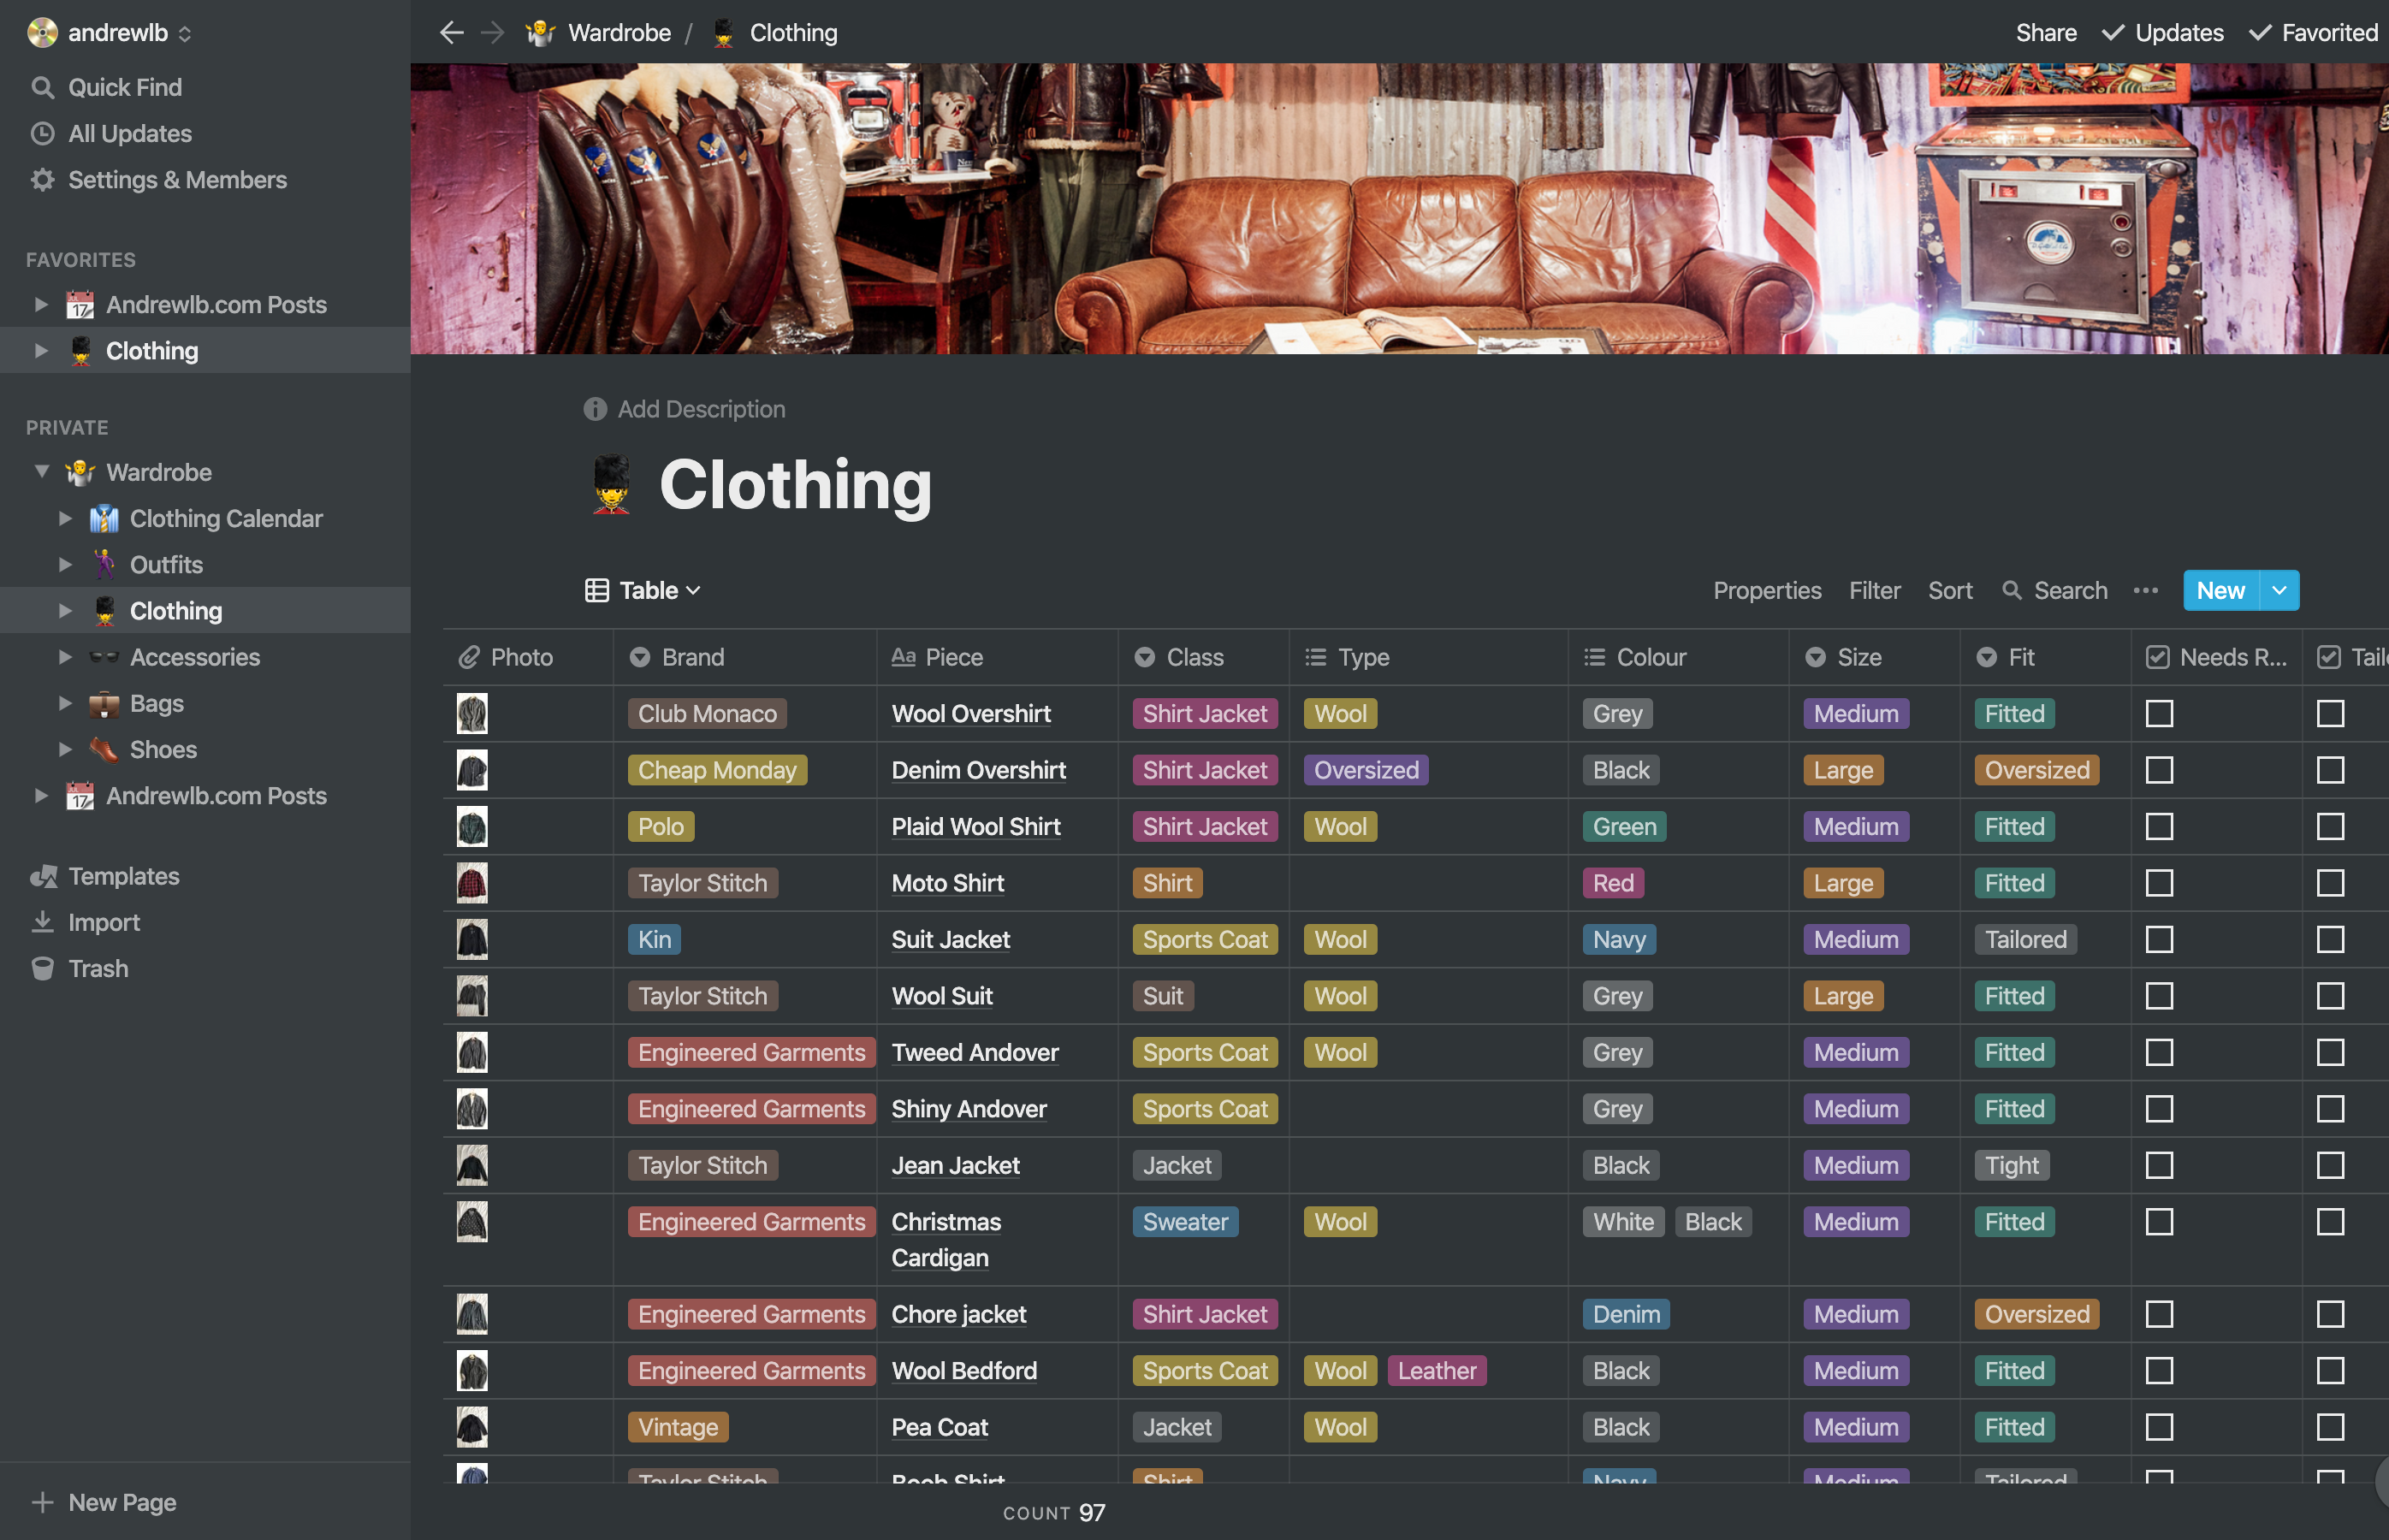 andrewlb
Quick Find
All Updates
Settings & Members
FAVORITES
Andrewlb.com Posts
Clothing
PRIVATE
Wardrobe
Clothing Calendar
Outfits
Clothing
Accessories
Bags
Shoes
Andrewlb.com Posts
Templates
Import
Trash
New Page
Wardrobe / Clothing
Share Updates Favorited
Add Description
Clothing
Table
Properties Filter Sort Search ••• New
Photo Brand Aa Piece Class Type Colour Size Fit Needs R...
Club Monaco Wool Overshirt Shirt Jacket Wool Grey Medium Fitted
Cheap Monday Denim Overshirt Shirt Jacket Oversized Black Large Oversized
Polo Plaid Wool Shirt Shirt Jacket Wool Green Medium Fitted
Taylor Stitch Moto Shirt Shirt Red Large Fitted
Kin Suit Jacket Sports Coat Wool Navy Medium Tailored
Taylor Stitch Wool Suit Suit Wool Grey Large Fitted
Engineered Garments Tweed Andover Sports Coat Wool Grey Medium Fitted
Engineered Garments Shiny Andover Sports Coat Grey Medium Fitted
Taylor Stitch Jean Jacket Jacket Black Medium Tight
Engineered Garments Christmas Cardigan Sweater Wool White Black Medium Fitted
Engineered Garments Chore jacket Shirt Jacket Denim Medium Oversized
Engineered Garments Wool Bedford Sports Coat Wool Leather Black Medium Fitted
Vintage Pea Coat Jacket Wool Black Medium Fitted
Taylor Stitch Shirt Navy Medium Tailored
COUNT 97